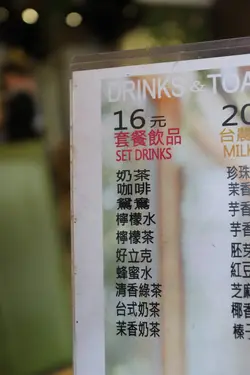 DRINKS & TOA
16元
套餐飲品
SET DRINKS
奶茶
咖啡
鴛鴦
檸檬水
檸檬茶
好立克
蜂蜜水
清香綠茶
台式奶茶
茉香奶茶
20
台
MILK
珍珠
茉香
芋香
芋香
胚芽
紅豆
芝麻
椰香
榛子